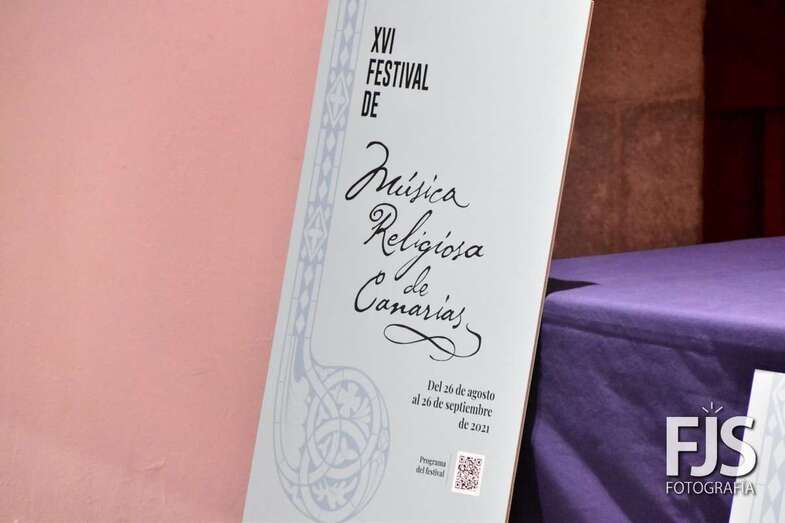 XVI
FESTIVAL
DE
Música
Religiosa
de
Canarias
Del 26 de agosto
al 26 de septiembre
de 2021
Programa
del festival
FJS
FOTOGRAFIA